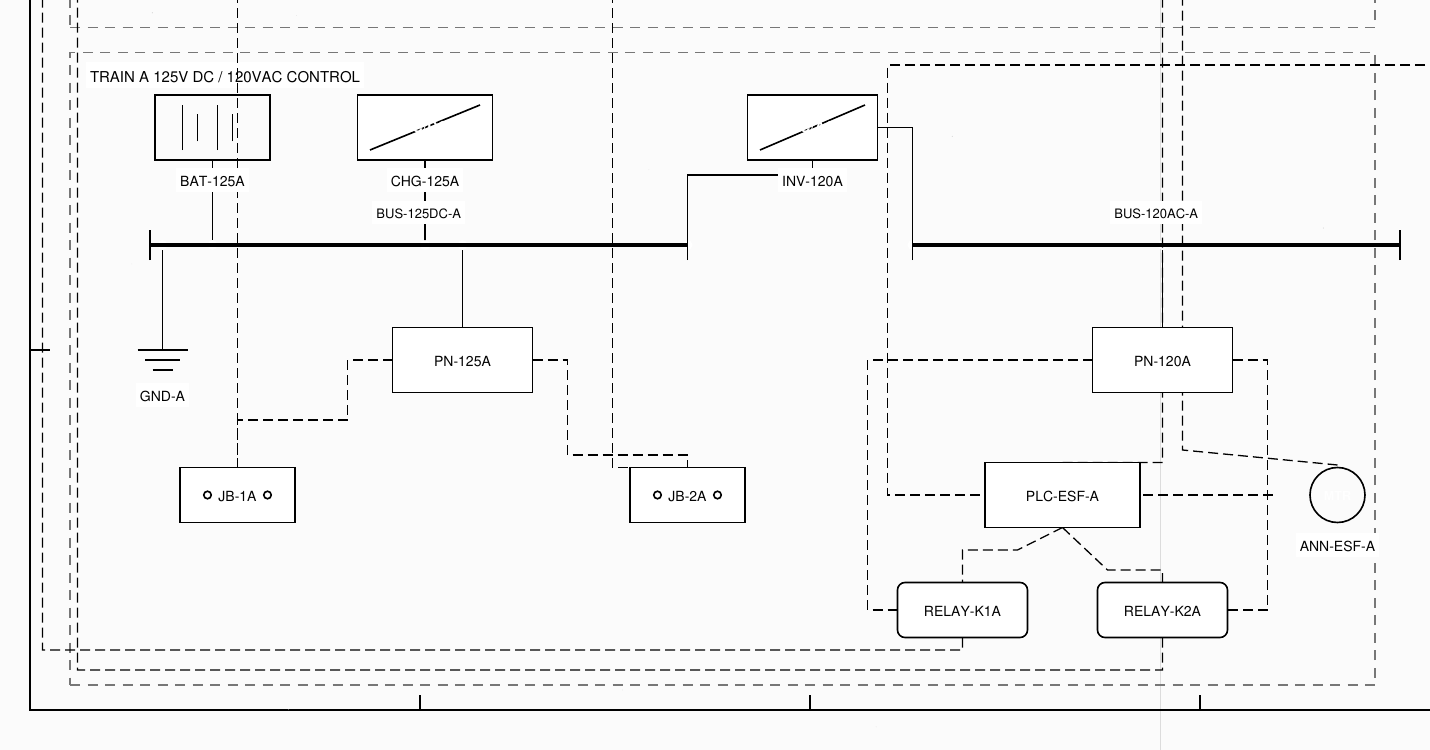 TRAIN A 125V DC / 120VAC CONTROL
BAT-125A
CHG-125A
INV-120A
BUS-125DC-A
BUS-120AC-A
PN-125A
PN-120A
GND-A
JB-1A
JB-2A
PLC-ESF-A
ANN-ESF-A
RELAY-K1A
RELAY-K2A